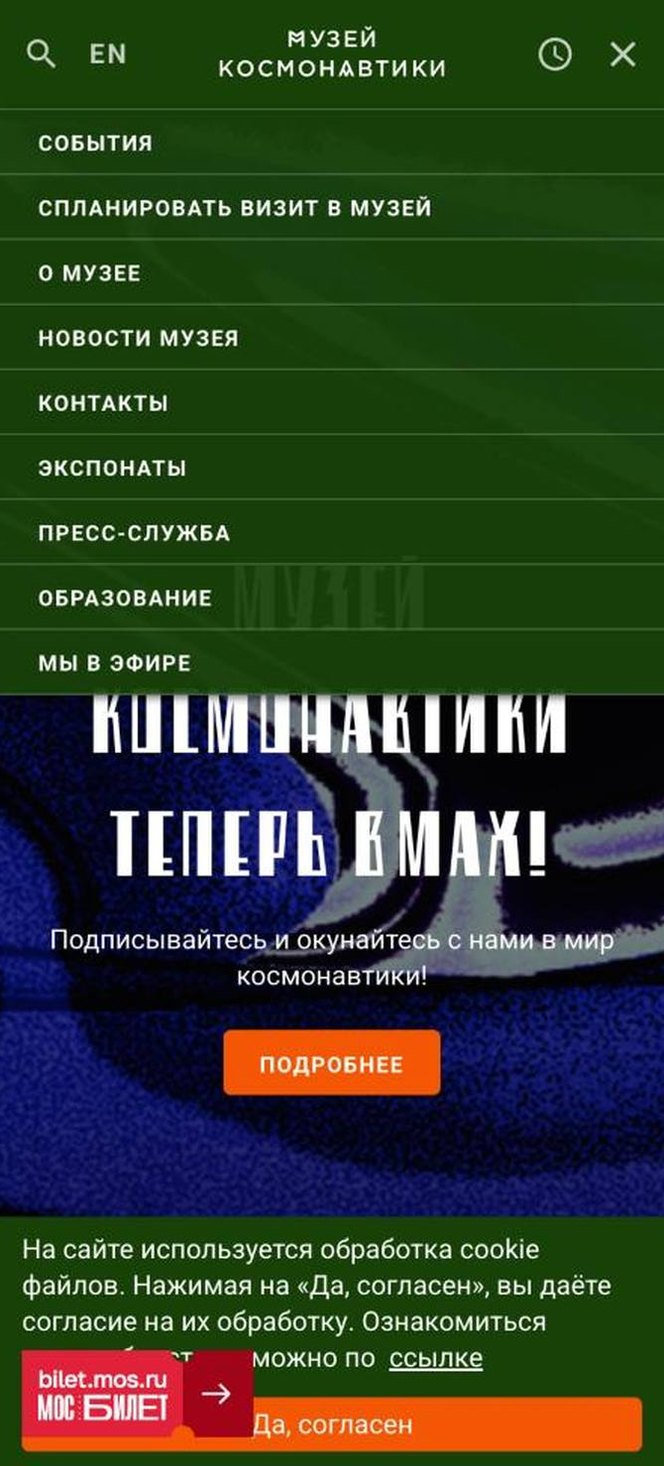 EN
МУЗЕЙ
КОСМОНАВТИКИ
СОБЫТИЯ
СПЛАНИРОВАТЬ ВИЗИТ В МУЗЕЙ
О МУЗЕЕ
НОВОСТИ МУЗЕЯ
КОНТАКТЫ
ЭКСПОНАТЫ
ПРЕСС-СЛУЖБА
МУЗЕЙ
ОБРАЗОВАНИЕ
МЫ В ЭФИРЕ
КОСМОНАВТИКИ
ТЕПЕРЬ В МАХ!
Подписывайтесь и окунайтесь с нами в мир
космонавтики!
ПОДРОБНЕЕ
На сайте используется обработка cookie
файлов. Нажимая на «Да, согласен», вы даёте
согласие на их обработку. Ознакомиться
можно по ссылке
bilet.mos.ru
МОС БИЛЕТ
Да, согласен